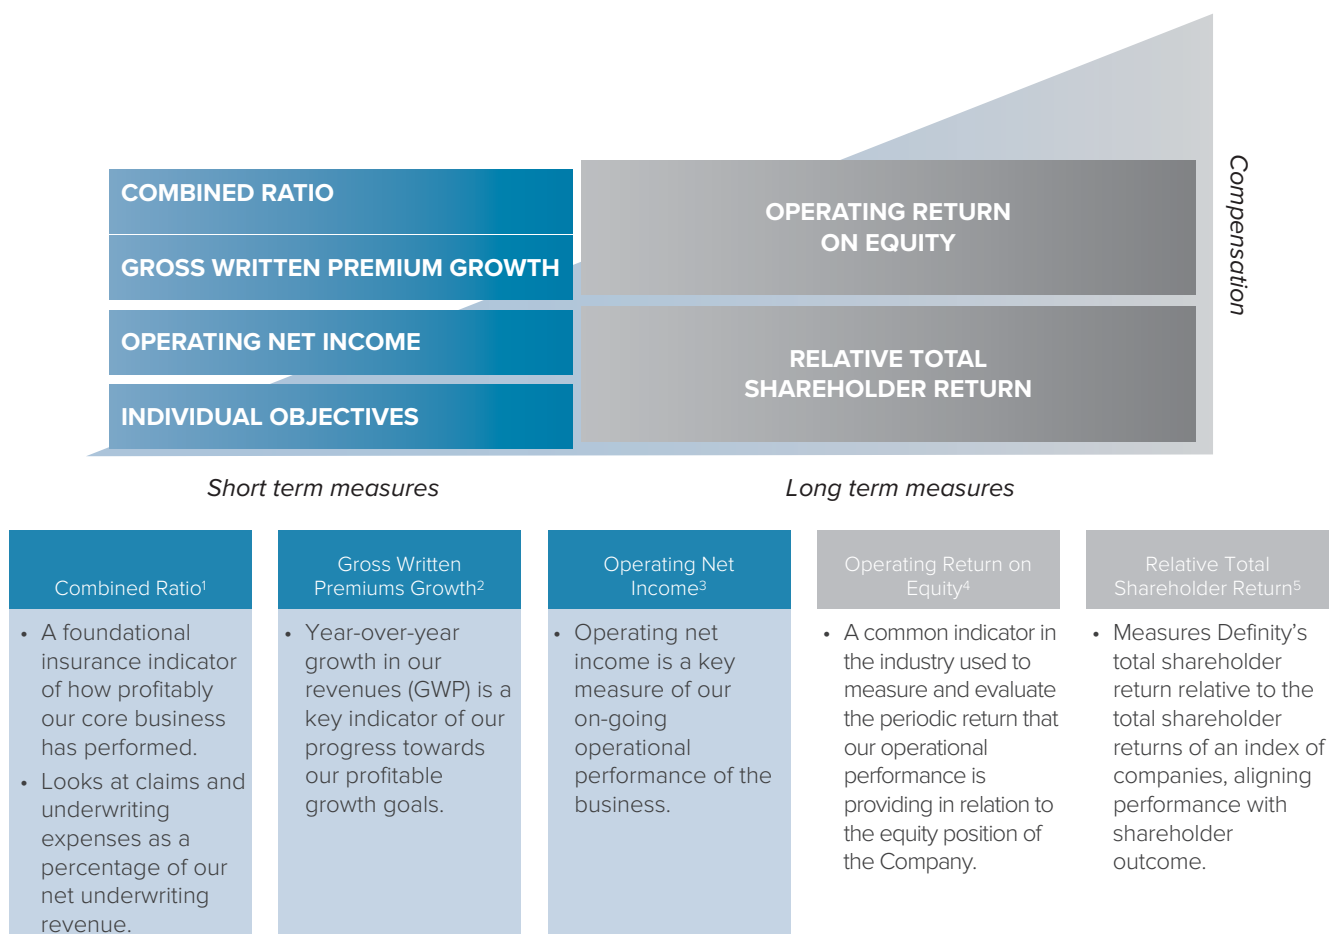 COMBINED RATIO
GROSS WRITTEN PREMIUM GROWTH
OPERATING NET INCOME
INDIVIDUAL OBJECTIVES
OPERATING RETURN
ON EQUITY
RELATIVE TOTAL
SHAREHOLDER RETURN
Compensation
Short term measures
Long term measures
Combined Ratio¹
• A foundational
insurance indicator
of how profitably
our core business
has performed.
• Looks at claims and
underwriting
expenses as a
percentage of our
net underwriting
revenue.
Gross Written
Premiums Growth²
• Year-over-year
growth in our
revenues (GWP) is a
key indicator of our
progress towards
our profitable
growth goals.
Operating Net
Income³
• Operating net
income is a key
measure of our
on-going
operational
performance of the
business.
Operating Return on
Equity⁴
• A common indicator in
the industry used to
measure and evaluate
the periodic return that
our operational
performance is
providing in relation to
the equity position of
the Company.
Relative Total
Shareholder Return⁵
• Measures Definity’s
total shareholder
return relative to the
total shareholder
returns of an index of
companies, aligning
performance with
shareholder
outcome.